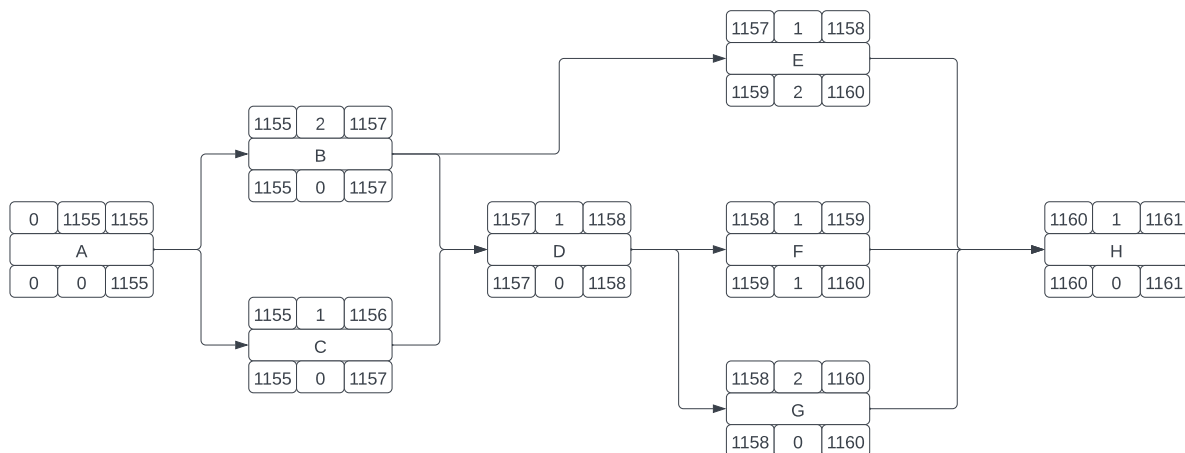 0 1155 1155
A
0 0 1155
1155 2 1157
B
1155 0 1157
1155 1 1156
C
1155 0 1157
1157 1 1158
D
1157 0 1158
1157 1 1158
E
1159 2 1160
1158 1 1159
F
1159 1 1160
1158 2 1160
G
1158 0 1160
1160 1 1161
H
1160 0 1161